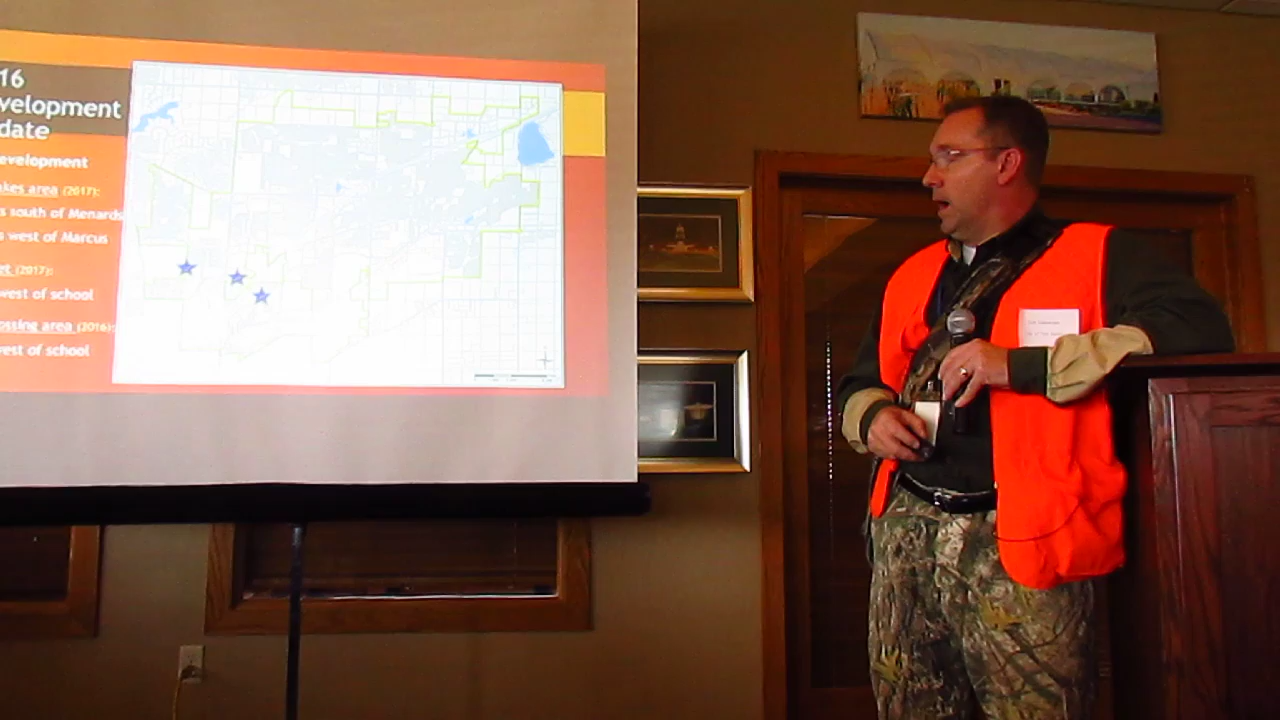 16
velopment
date
evelopment
akes area (2017):
s south of Menards
s west of Marcus
et (2017):
west of school
ossing area (2016):
west of school